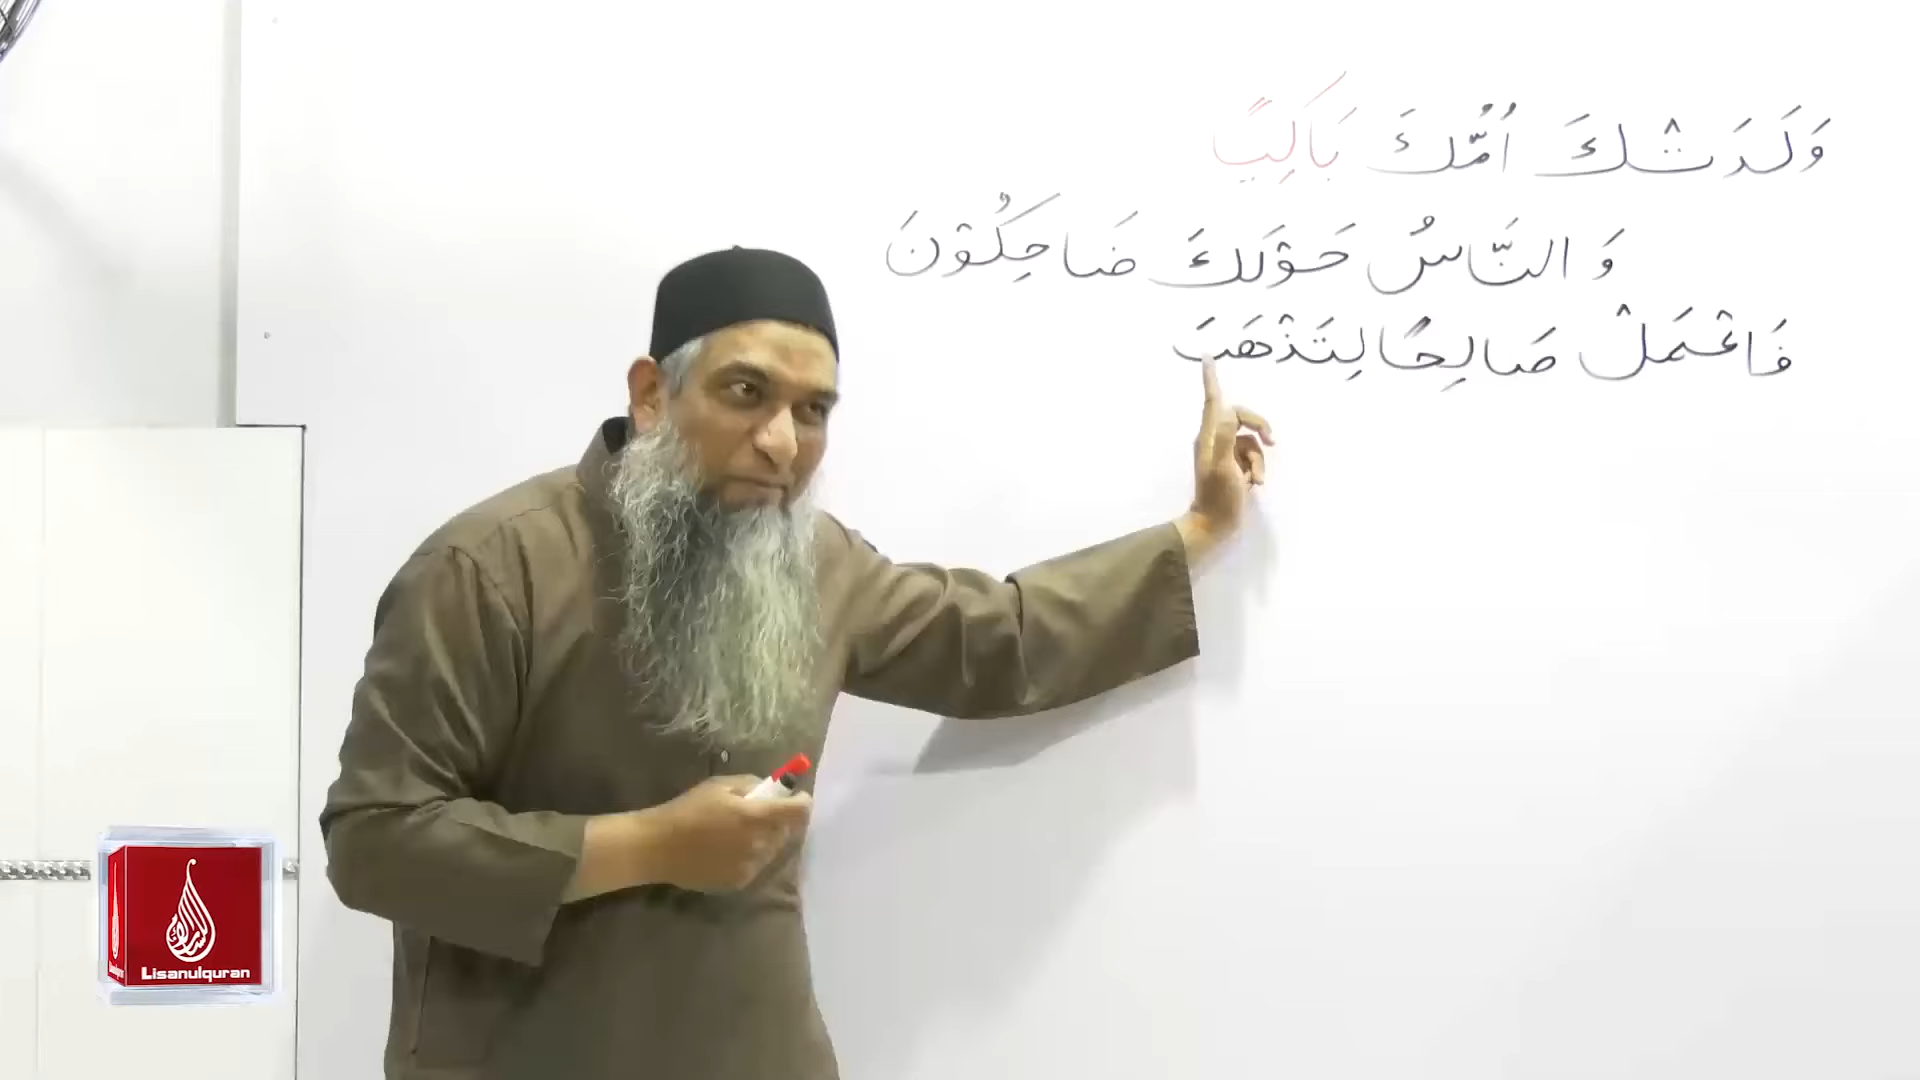 وَلَدَتْكَ اُمُّكَ بَاكِيًا
وَ النَّاسُ حَوْلَكَ ضَاحِكُوْنَ
فَاعْمَلْ صَالِحًا لِتَذْهَبَ
Lisanulquran